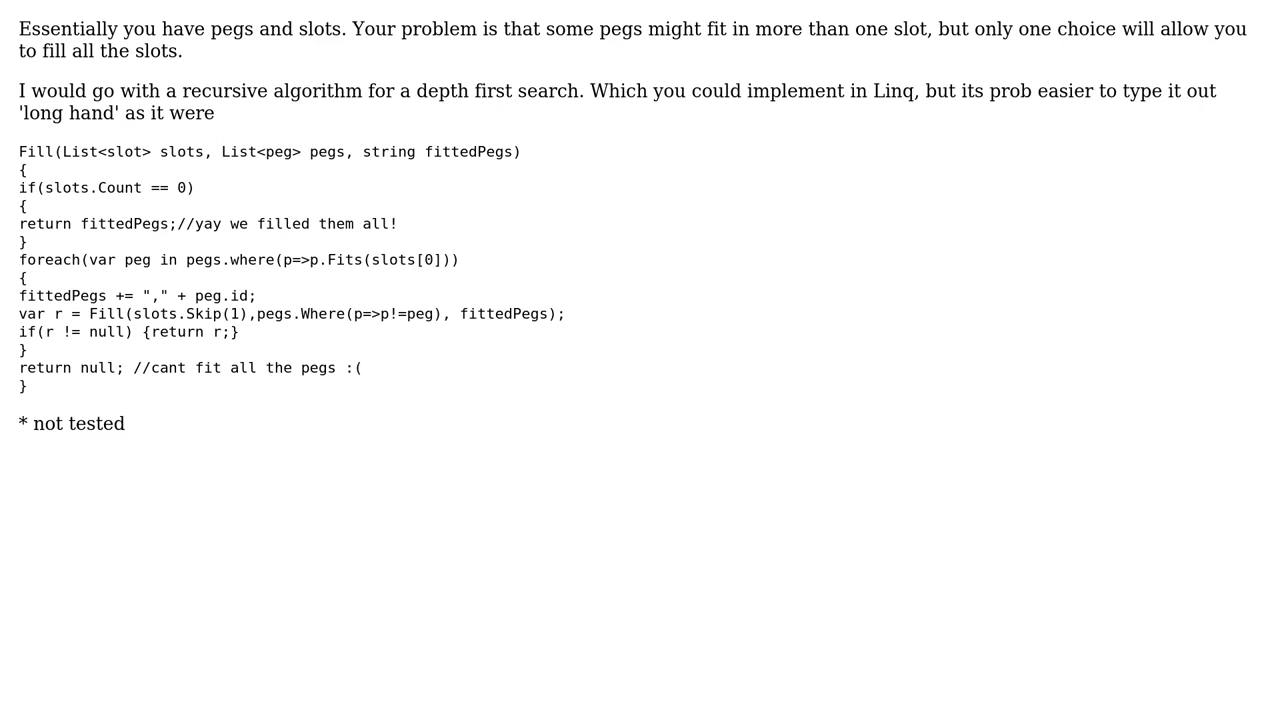 Essentially you have pegs and slots. Your problem is that some pegs might fit in more than one slot, but only one choice will allow you
to fill all the slots.
I would go with a recursive algorithm for a depth first search. Which you could implement in Linq, but its prob easier to type it out
'long hand' as it were
Fill(List<slot> slots, List<peg> pegs, string fittedPegs)
{
if(slots.Count == 0)
{
return fittedPegs;//yay we filled them all!
}
foreach(var peg in pegs.where(p=>p.Fits(slots[0]))
{
fittedPegs += "," + peg.id;
var r = Fill(slots.Skip(1),pegs.Where(p=>p!=peg), fittedPegs);
if(r != null) {return r;}
}
return null; //cant fit all the pegs :(
}
* not tested